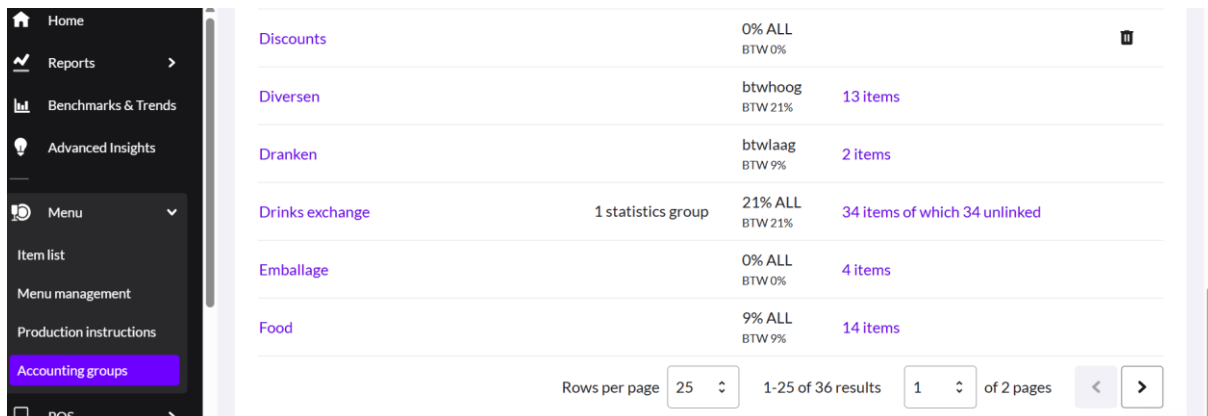 Home
Reports
Benchmarks & Trends
Advanced Insights
Menu
Item list
Menu management
Production instructions
Accounting groups
POS
Discounts 0% ALL
BTW 0%
Diversen btwhoog 13 items
BTW 21%
Dranken btwlaag 2 items
BTW 9%
Drinks exchange 1 statistics group 21% ALL 34 items of which 34 unlinked
BTW 21%
Emballage 0% ALL 4 items
BTW 0%
Food 9% ALL 14 items
BTW 9%
Rows per page 25 1-25 of 36 results 1 of 2 pages